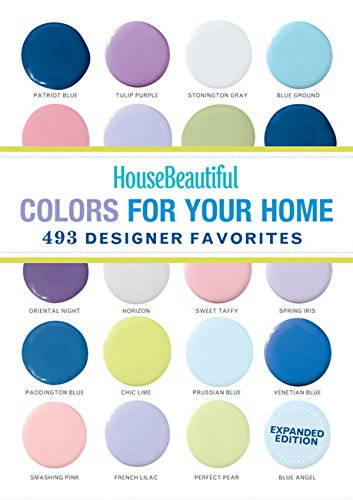 PATRIOT BLUE TULIP PURPLE STONINGTON GRAY BLUE GROUND
HouseBeautiful
COLORS FOR YOUR HOME
493 DESIGNER FAVORITES
ORIENTAL NIGHT HORIZON SWEET TAFFY SPRING IRIS
PADDINGTON BLUE CHIC LIME PRUSSIAN BLUE VENETIAN BLUE
EXPANDED
EDITION
SMASHING PINK FRENCH LILAC PERFECT PEAR BLUE ANGEL